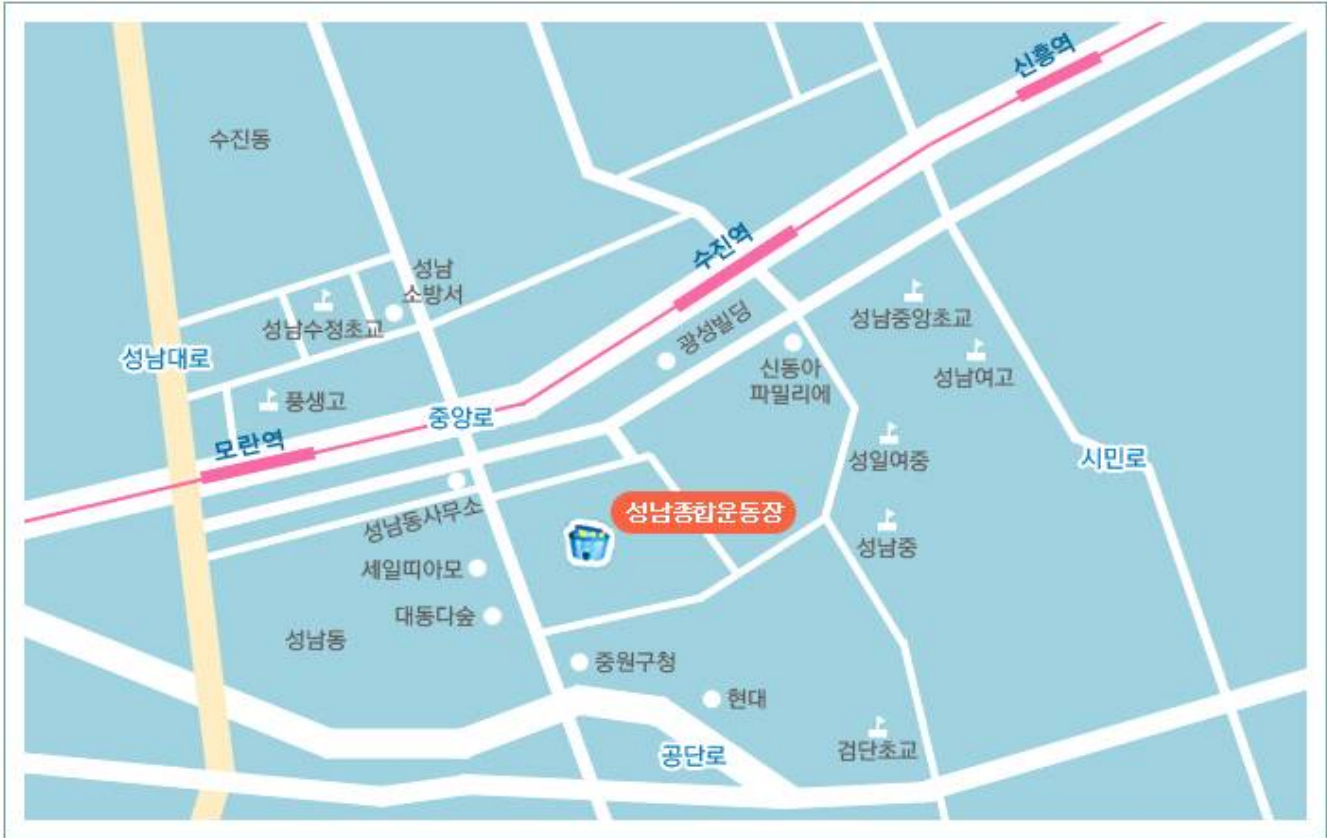 신흥역
수진동
수진역
성남
소방서
성남수정초교
광성빌딩
성남중앙초교
성남대로
신동아
파밀리에
성남여고
풍생고
중앙로
모란역
성일여중
시민로
성남동사무소
성남종합운동장
성남중
세일띠아모
대동다숲
성남동
중원구청
현대
공단로
검단초교